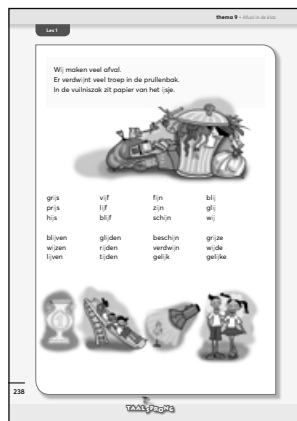 thema 9 • Afval in de klas
Les 1
Wij maken veel afval.
Er verdwijnt veel troep in de prullenbak.
In de vuilniszak zit papier van het ijsje.
grijs vijf fijn blij
prijs lijf zijn glij
hijs blijf schijn wij
blijven glijden beschijn grijze
wijzen rijden verdwijn wijde
lijven tijden gelijk gelijke
238
TAALSPRONG